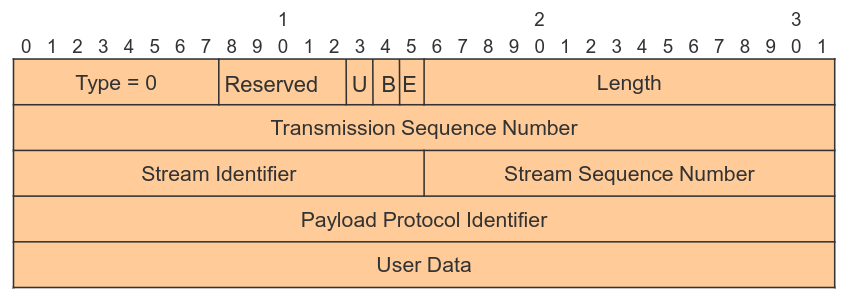 1 2 3
0 1 2 3 4 5 6 7 8 9 0 1 2 3 4 5 6 7 8 9 0 1 2 3 4 5 6 7 8 9 0 1
Type = 0 Reserved U B E Length
Transmission Sequence Number
Stream Identifier Stream Sequence Number
Payload Protocol Identifier
User Data